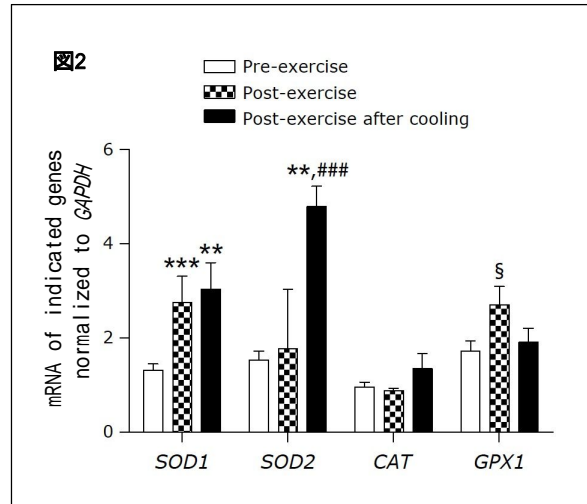 図2
Pre-exercise
Post-exercise
Post-exercise after cooling
mRNA of indicated genes
normalized to GAPDH
6
4
2
0
***
**
**,###
§
SOD1
SOD2
CAT
GPX1